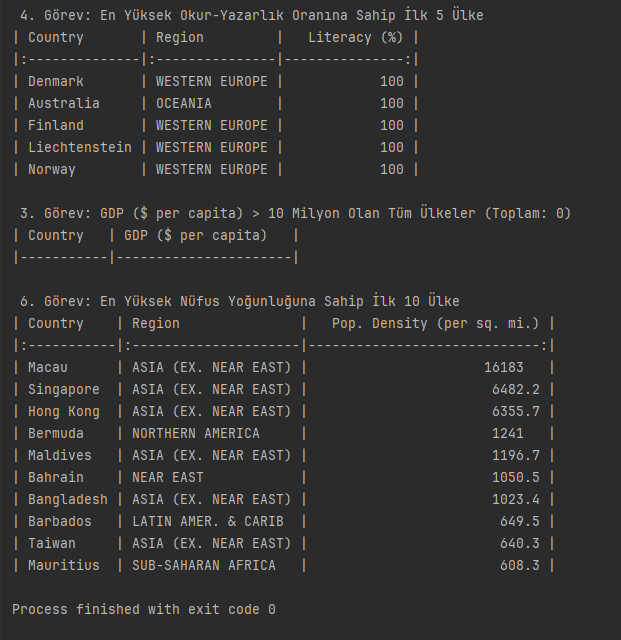 4. Görev: En Yüksek Okur-Yazarlık Oranına Sahip İlk 5 Ülke
| Country       | Region         |   Literacy (%) |
|:--------------|:---------------|---------------:|
| Denmark       | WESTERN EUROPE |            100 |
| Australia     | OCEANIA        |            100 |
| Finland       | WESTERN EUROPE |            100 |
| Liechtenstein | WESTERN EUROPE |            100 |
| Norway        | WESTERN EUROPE |            100 |

3. Görev: GDP ($ per capita) > 10 Milyon Olan Tüm Ülkeler (Toplam: 0)
| Country   | GDP ($ per capita)   |
|-----------|----------------------|

6. Görev: En Yüksek Nüfus Yoğunluğuna Sahip İlk 10 Ülke
| Country    | Region               |   Pop. Density (per sq. mi.) |
|:-----------|:---------------------|-----------------------------:|
| Macau      | ASIA (EX. NEAR EAST) |                      16183   |
| Singapore  | ASIA (EX. NEAR EAST) |                       6482.2 |
| Hong Kong  | ASIA (EX. NEAR EAST) |                       6355.7 |
| Bermuda    | NORTHERN AMERICA     |                       1241   |
| Maldives   | ASIA (EX. NEAR EAST) |                       1196.7 |
| Bahrain    | NEAR EAST            |                       1050.5 |
| Bangladesh | ASIA (EX. NEAR EAST) |                       1023.4 |
| Barbados   | LATIN AMER. & CARIB  |                        649.5 |
| Taiwan     | ASIA (EX. NEAR EAST) |                        640.3 |
| Mauritius  | SUB-SAHARAN AFRICA   |                        608.3 |

Process finished with exit code 0